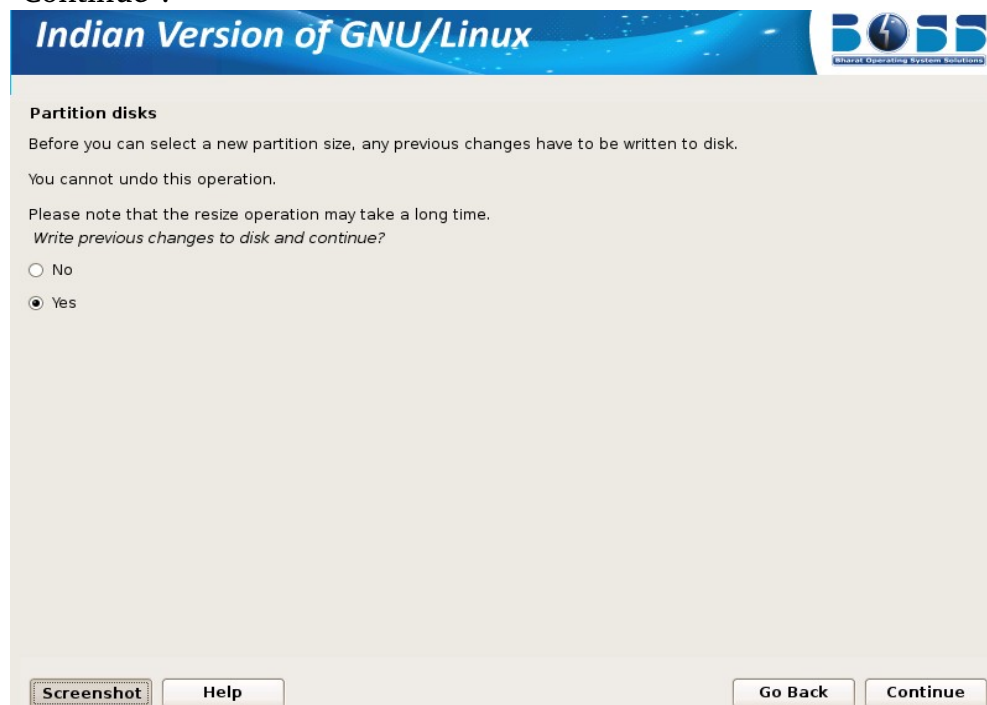 "Continue".
Indian Version of GNU/Linux
BOSS
Bharat Operating System Solutions
Partition disks
Before you can select a new partition size, any previous changes have to be written to disk.
You cannot undo this operation.
Please note that the resize operation may take a long time.
Write previous changes to disk and continue?
No
Yes
Screenshot Help Go Back Continue